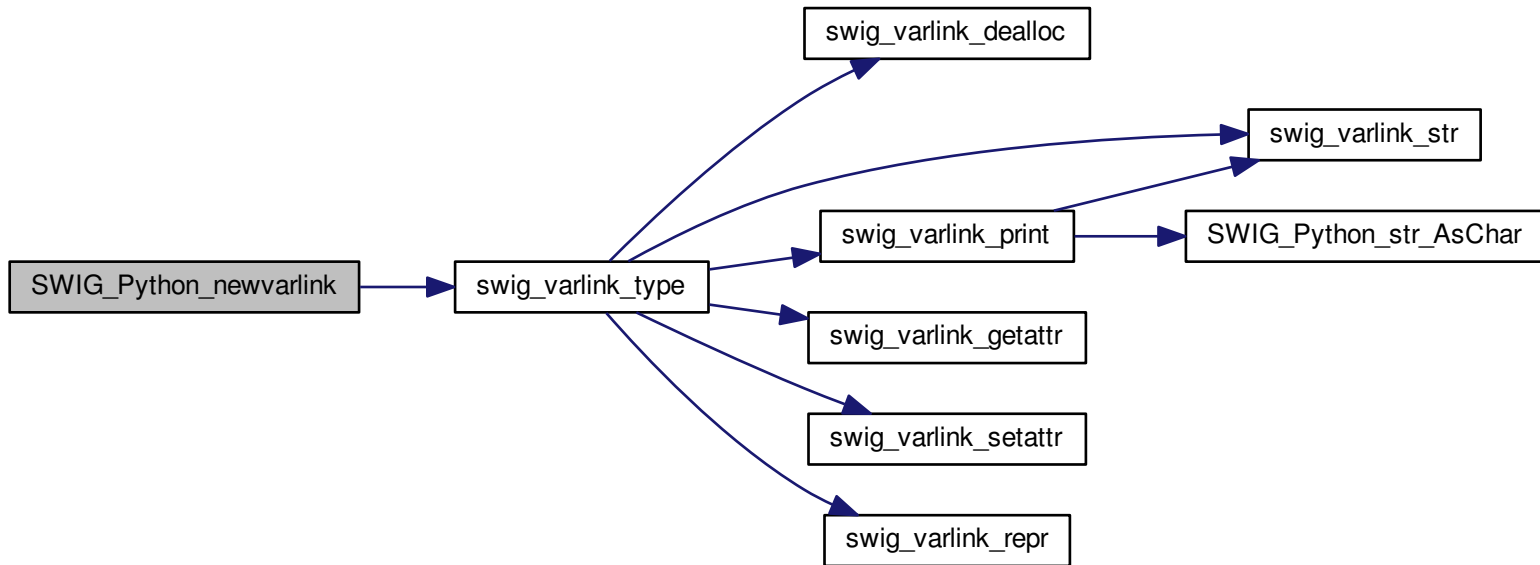 swig_varlink_dealloc
swig_varlink_str
swig_varlink_print
SWIG_Python_str_AsChar
SWIG_Python_newvarlink
swig_varlink_type
swig_varlink_getattr
swig_varlink_setattr
swig_varlink_repr